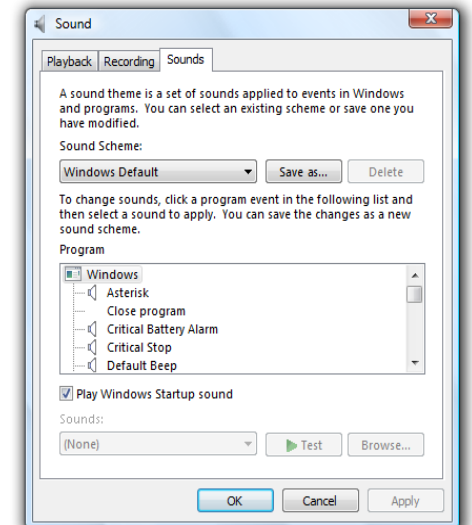 Sound
Playback Recording Sounds
A sound theme is a set of sounds applied to events in Windows
and programs. You can select an existing scheme or save one you
have modified.
Sound Scheme:
Windows Default Save as... Delete
To change sounds, click a program event in the following list and
then select a sound to apply. You can save the changes as a new
sound scheme.
Program
Windows
Asterisk
Close program
Critical Battery Alarm
Critical Stop
Default Beep
Play Windows Startup sound
Sounds:
(None) Test Browse...
OK Cancel Apply